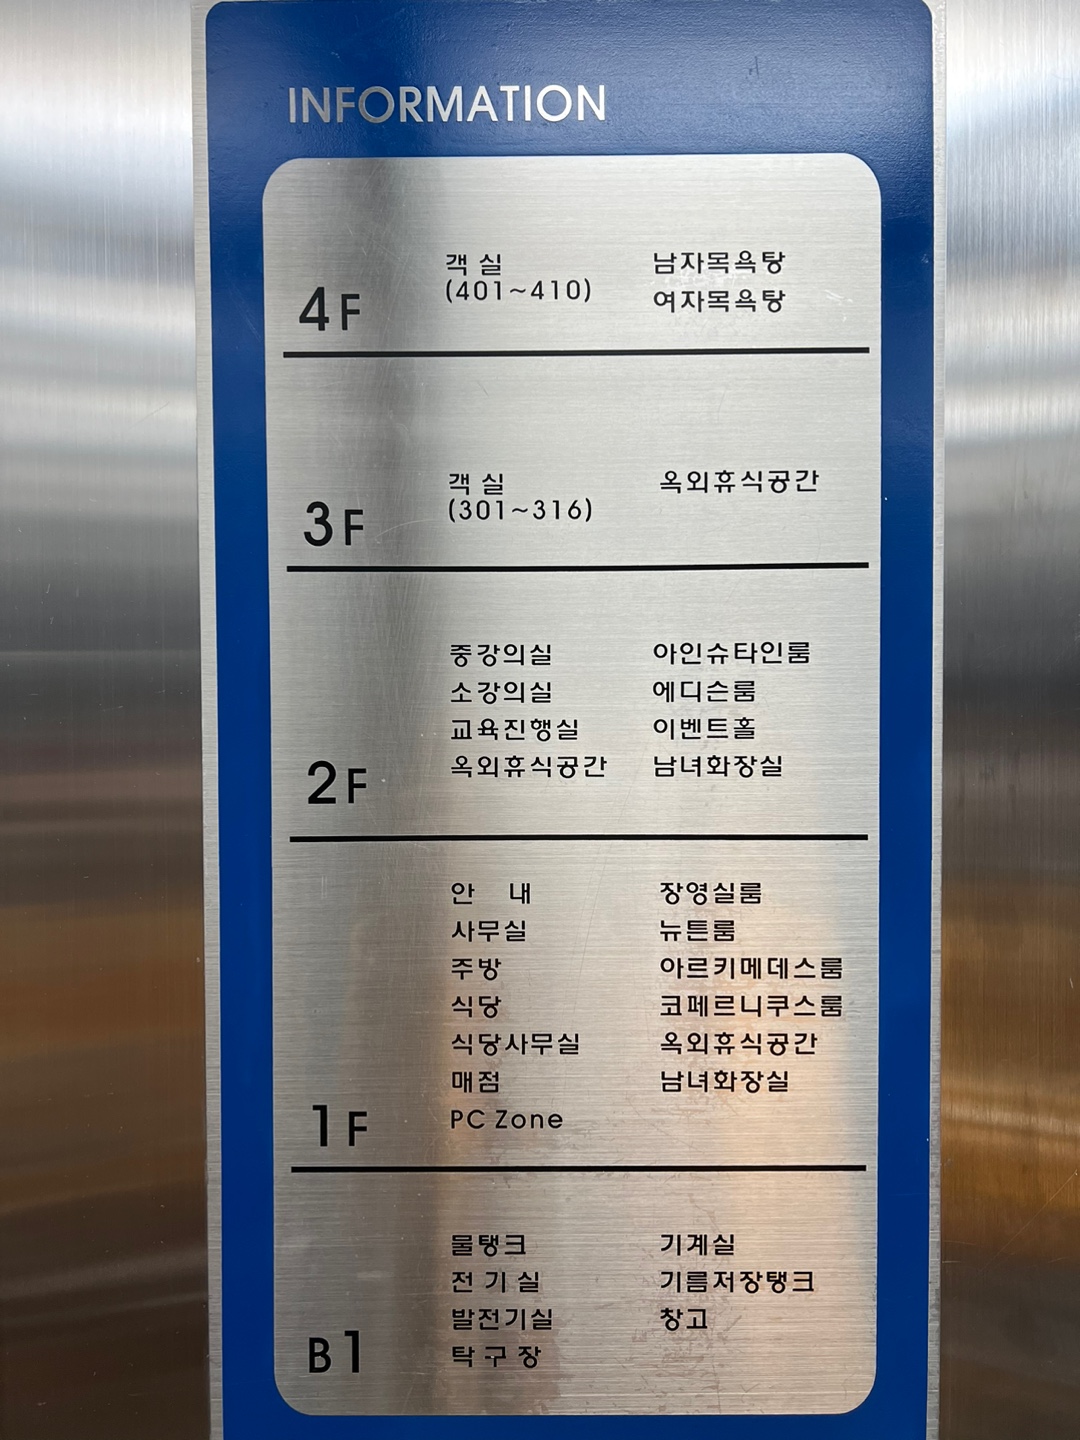 INFORMATION
4F
객 실
(401~410)
남자목욕탕
여자목욕탕
3F
객 실
(301~316)
옥외휴식공간
2F
중강의실
소강의실
교육진행실
옥외휴식공간
아인슈타인룸
에디슨룸
이벤트홀
남녀화장실
1F
안 내
사무실
주방
식당
식당사무실
매점
PC Zone
장영실룸
뉴튼룸
아르키메데스룸
코페르니쿠스룸
옥외휴식공간
남녀화장실
B1
물탱크
전 기 실
발전기실
탁 구 장
기계실
기름저장탱크
창고